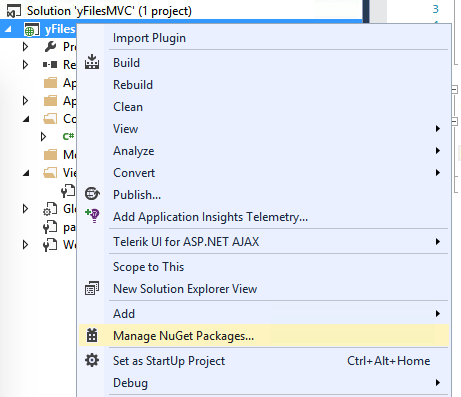 Solution 'yFilesMVC' (1 project)
yFiles
Import Plugin
Build
Rebuild
Clean
View
Analyze
Convert
Publish...
Add Application Insights Telemetry...
Telerik UI for ASP.NET AJAX
Scope to This
New Solution Explorer View
Add
Manage NuGet Packages...
Set as StartUp Project Ctrl+Alt+Home
Debug
Pro
Re
Ap
Ap
Co
C#
Mo
Vie
Glo
pa
We
3